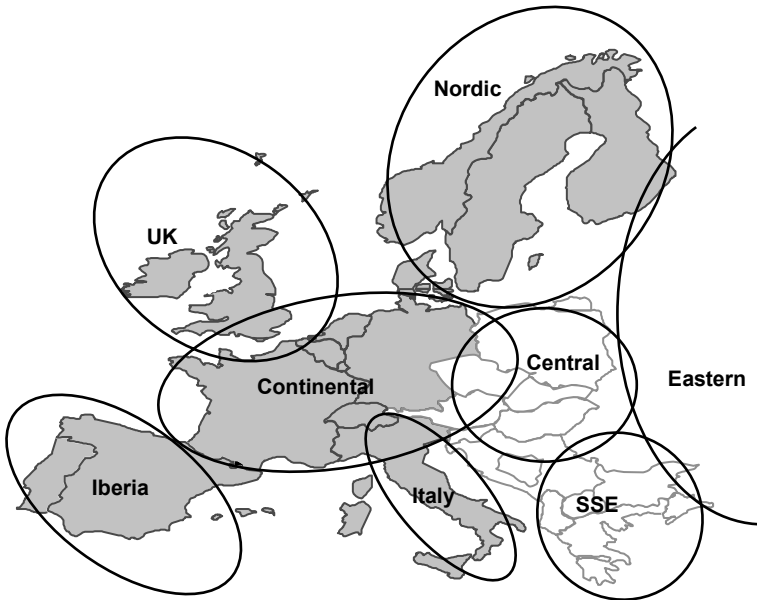 Nordic
UK
Central
Eastern
Continental
Iberia
Italy
SSE